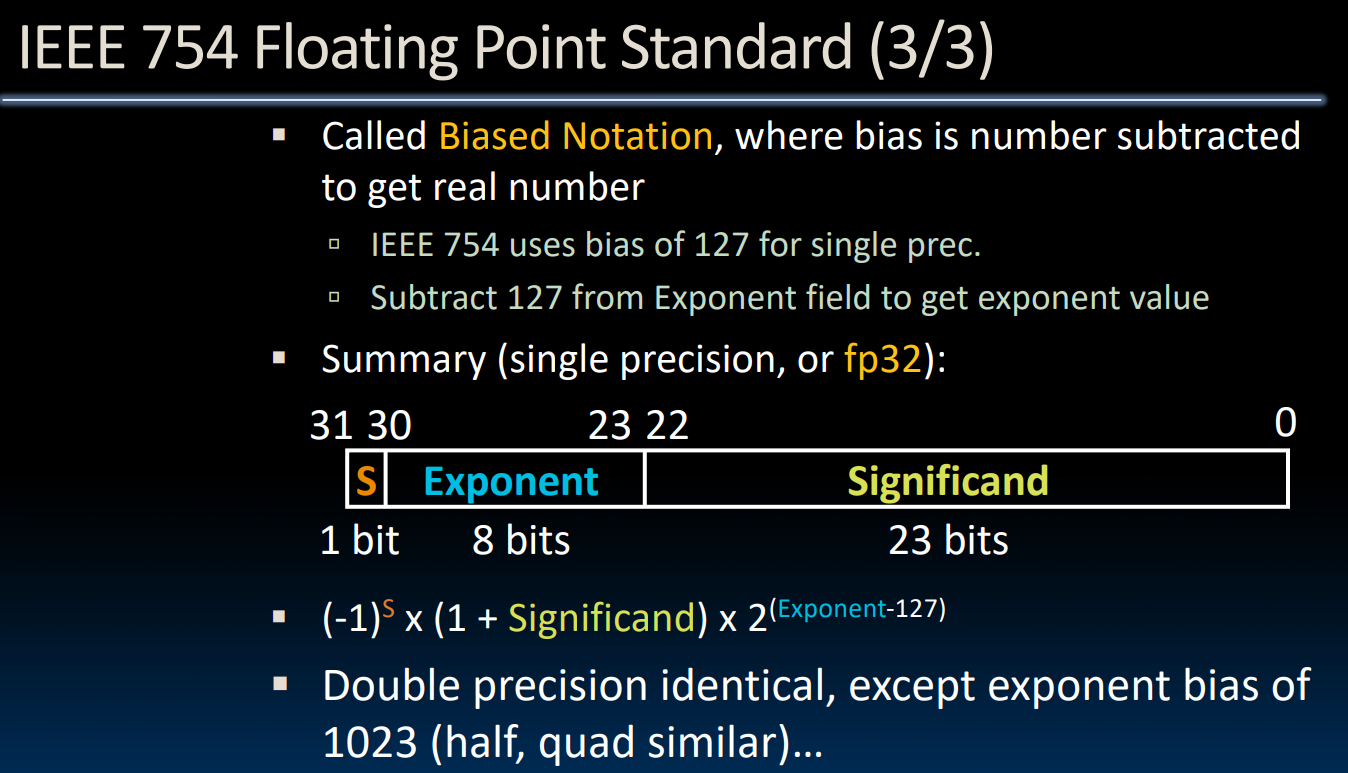 IEEE 754 Floating Point Standard (3/3)
▪ Called Biased Notation, where bias is number subtracted
to get real number
▫ IEEE 754 uses bias of 127 for single prec.
▫ Subtract 127 from Exponent field to get exponent value
▪ Summary (single precision, or fp32):
31 30 23 22 0
S Exponent Significand
1 bit 8 bits 23 bits
▪ (-1)^S x (1 + Significand) x 2^(Exponent-127)
▪ Double precision identical, except exponent bias of
1023 (half, quad similar)…